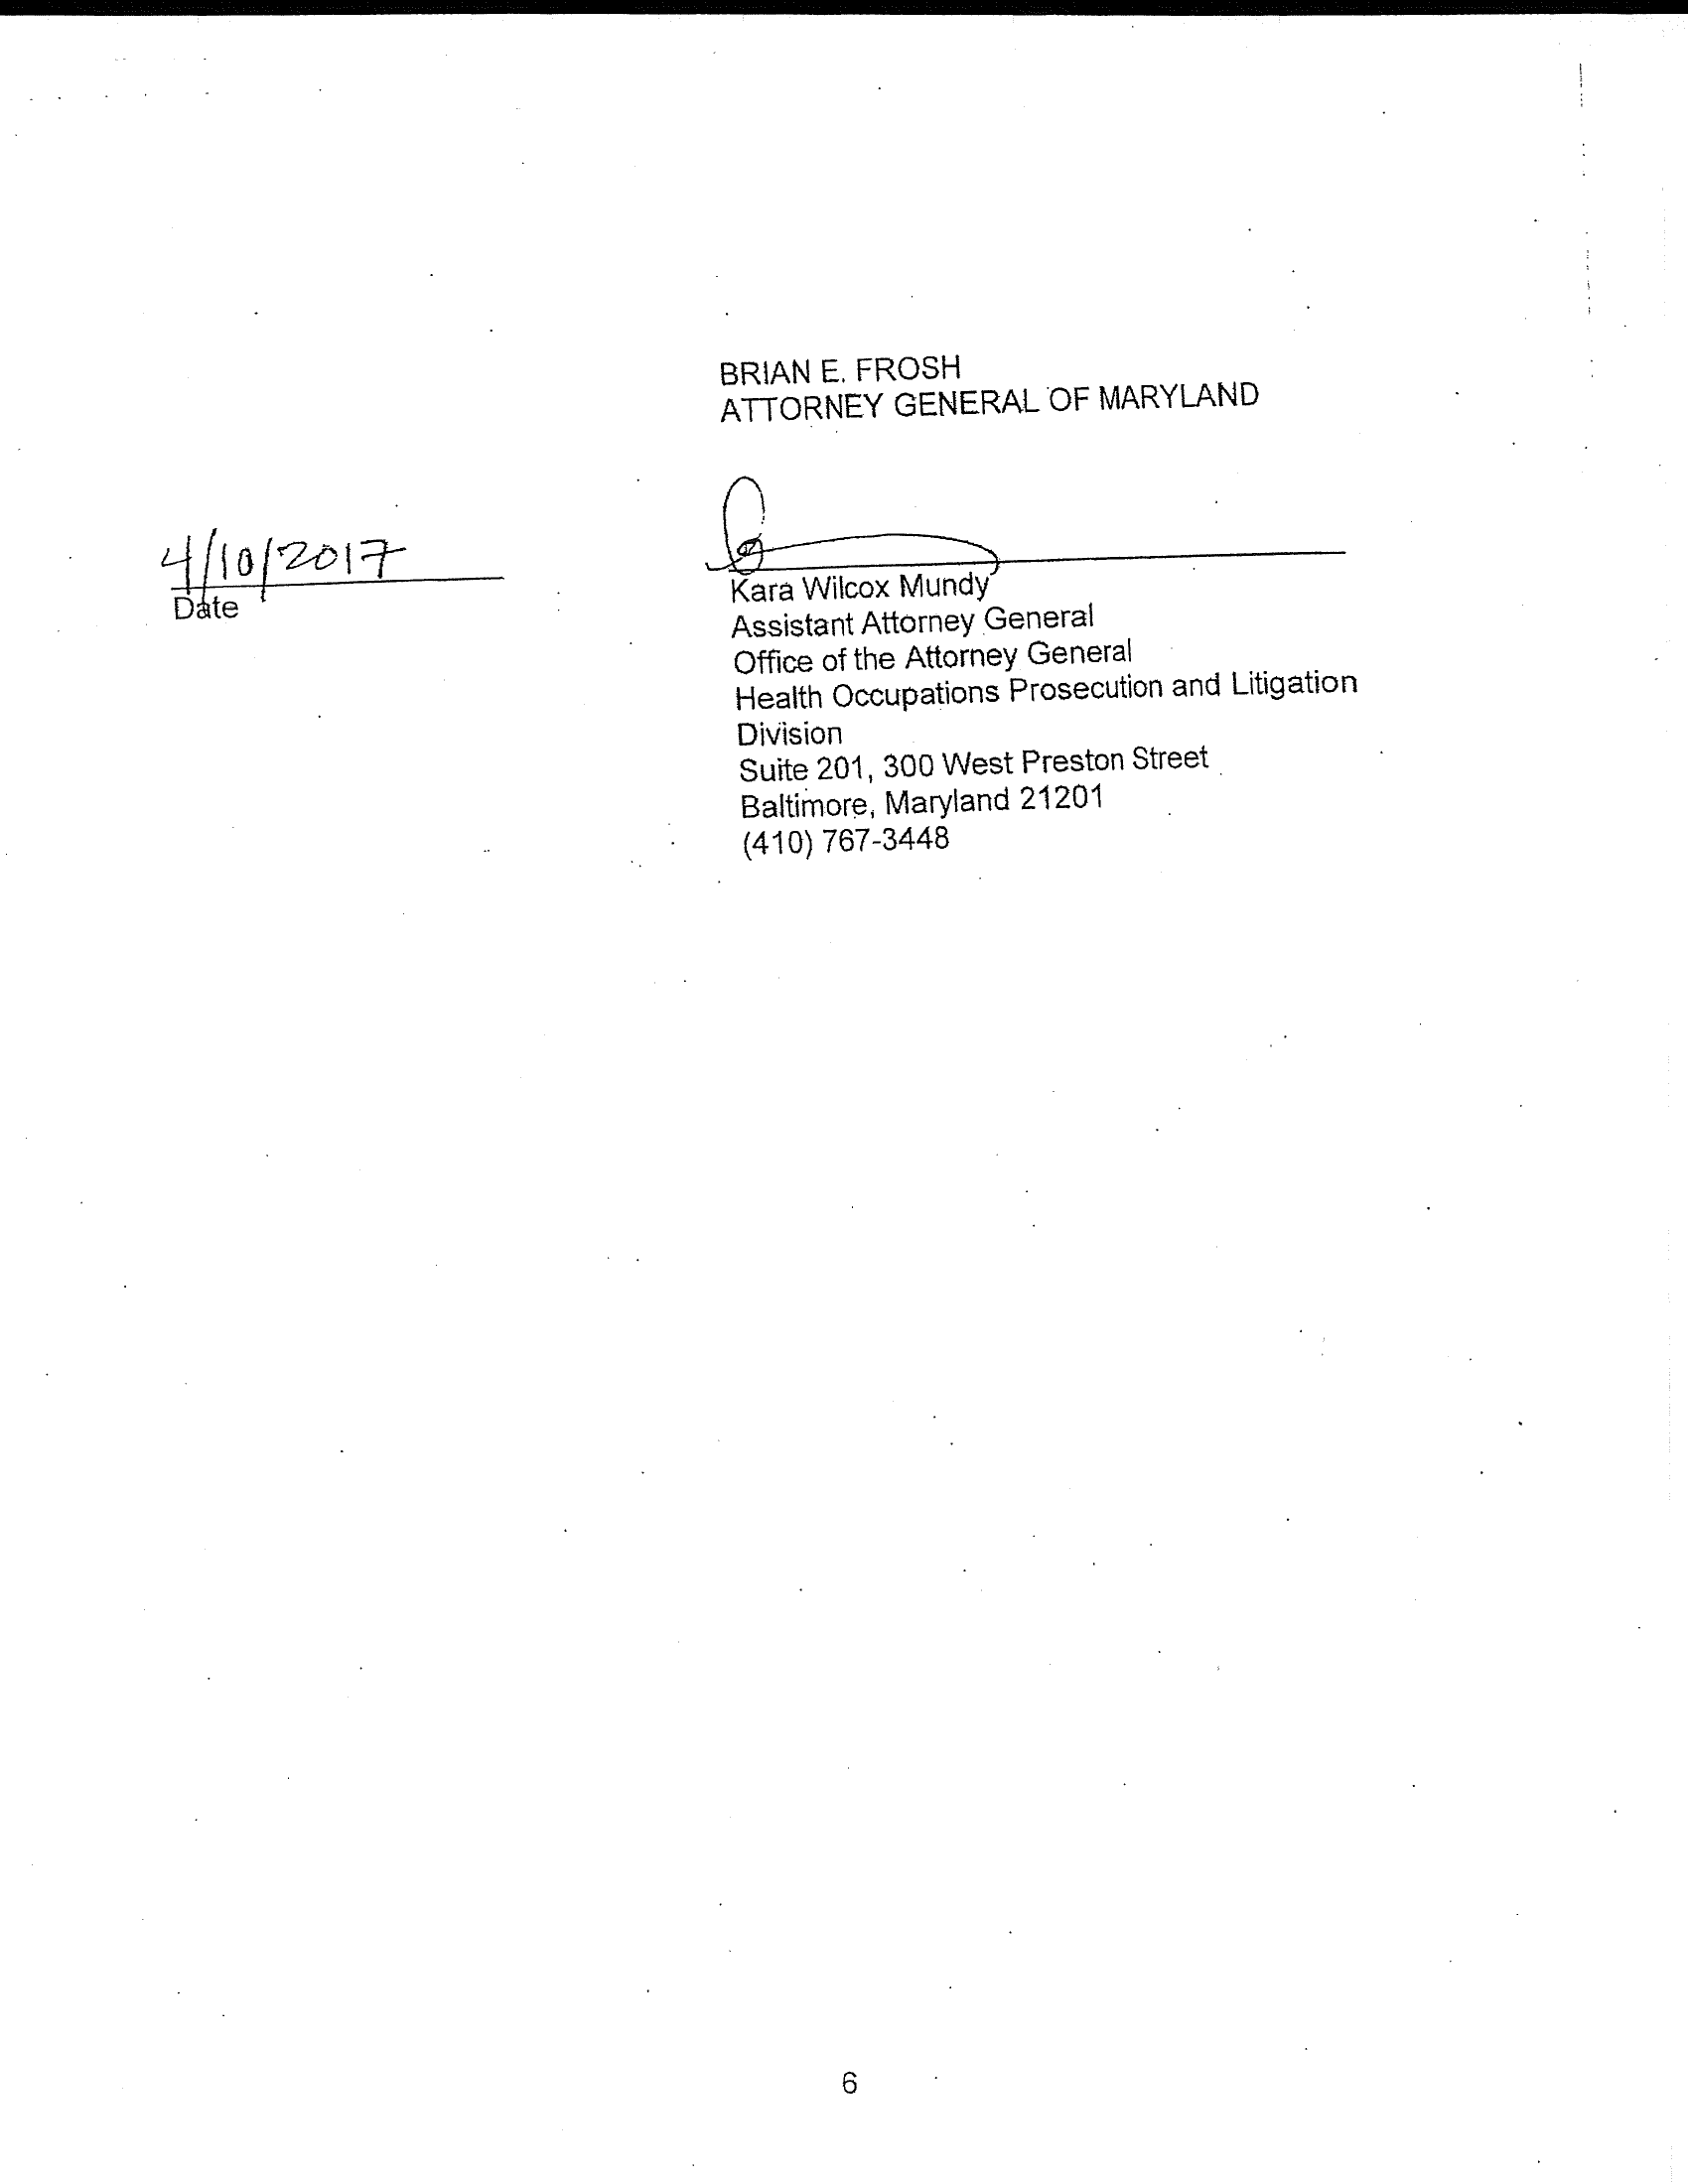 BRIAN E. FROSH
ATTORNEY GENERAL OF MARYLAND
4/10/2017
Date
Kara Wilcox Mundy
Assistant Attorney General
Office of the Attorney General
Health Occupations Prosecution and Litigation
Division
Suite 201, 300 West Preston Street
Baltimore, Maryland 21201
(410) 767-3448
6